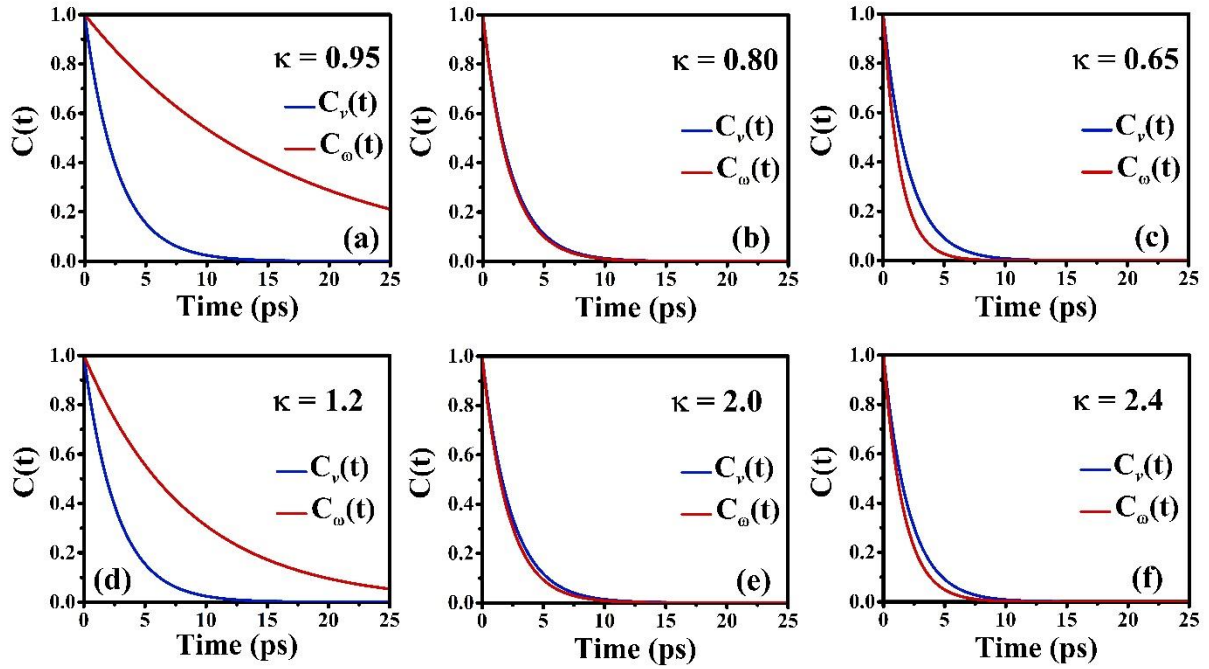 1.0
0.8
0.6
0.4
0.2
0.0
C(t)
κ = 0.95
Cᵥ(t)
C_ω(t)
(a)
0 5 10 15 20 25
Time (ps)
1.0
0.8
0.6
0.4
0.2
0.0
C(t)
κ = 0.80
Cᵥ(t)
C_ω(t)
(b)
0 5 10 15 20 25
Time (ps)
1.0
0.8
0.6
0.4
0.2
0.0
C(t)
κ = 0.65
Cᵥ(t)
C_ω(t)
(c)
0 5 10 15 20 25
Time (ps)
1.0
0.8
0.6
0.4
0.2
0.0
C(t)
κ = 1.2
Cᵥ(t)
C_ω(t)
(d)
0 5 10 15 20 25
Time (ps)
1.0
0.8
0.6
0.4
0.2
0.0
C(t)
κ = 2.0
Cᵥ(t)
C_ω(t)
(e)
0 5 10 15 20 25
Time (ps)
1.0
0.8
0.6
0.4
0.2
0.0
C(t)
κ = 2.4
Cᵥ(t)
C_ω(t)
(f)
0 5 10 15 20 25
Time (ps)